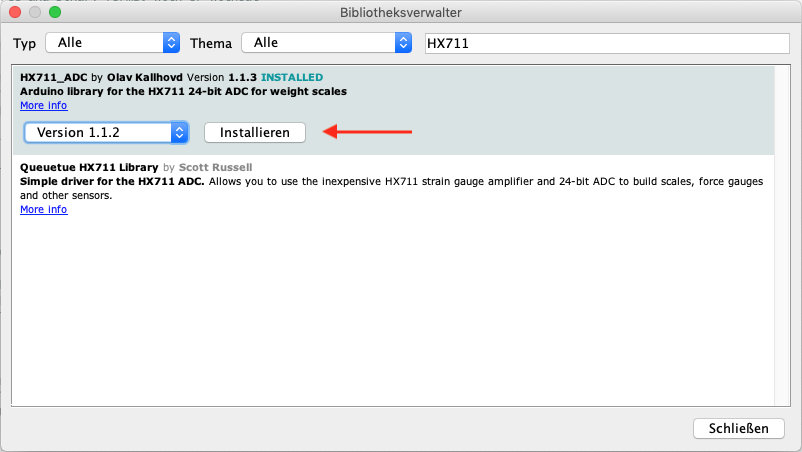 Bibliotheksverwalter
Typ Alle Thema Alle HX711
HX711_ADC by Olav Kallhovd Version 1.1.3 INSTALLED
Arduino library for the HX711 24-bit ADC for weight scales
More info
Version 1.1.2 Installieren
Queuetue HX711 Library by Scott Russell
Simple driver for the HX711 ADC. Allows you to use the inexpensive HX711 strain gauge amplifier and 24-bit ADC to build scales, force gauges
and other sensors.
More info
Schließen